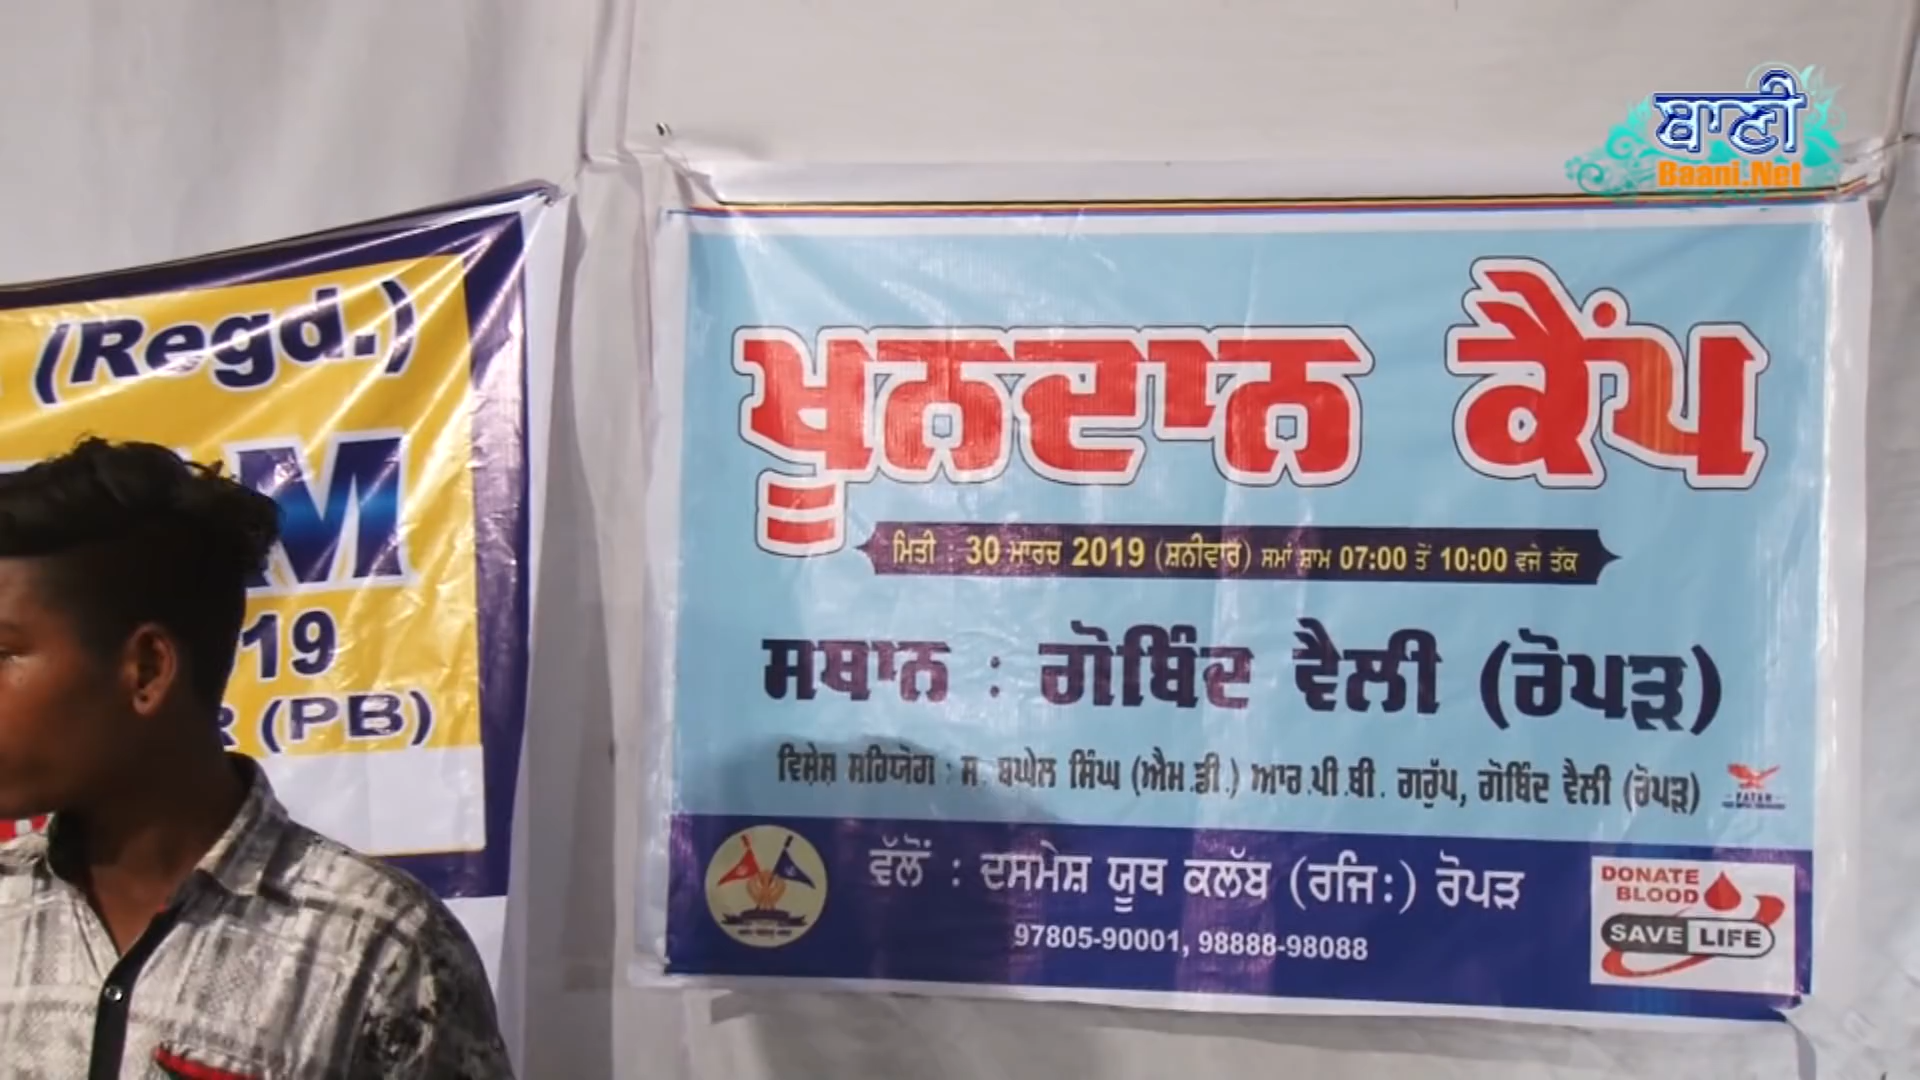 ਬਾਣੀ
Baani.Net
(Regd.)
19
(PB)
ਖ਼ੂਨਦਾਨ ਕੈਂਪ
ਮਿਤੀ : 30 ਮਾਰਚ 2019 (ਸ਼ਨੀਵਾਰ) ਸਮਾਂ ਸ਼ਾਮ 07:00 ਤੋਂ 10:00 ਵਜੇ ਤੱਕ
ਸਥਾਨ : ਗੋਬਿੰਦ ਵੈਲੀ (ਰੋਪੜ)
ਵਿਸ਼ੇਸ਼ ਸਹਿਯੋਗ : ਸ. ਬਘੇਲ ਸਿੰਘ (ਐਮ.ਡੀ.) ਆਰ.ਪੀ.ਬੀ. ਗਰੁੱਪ, ਗੋਬਿੰਦ ਵੈਲੀ (ਰੋਪੜ)
ਵੱਲੋਂ : ਦਸਮੇਸ਼ ਯੂਥ ਕਲੱਬ (ਰਜਿ:) ਰੋਪੜ
97805-90001, 98888-98088
DONATE
BLOOD
SAVE LIFE